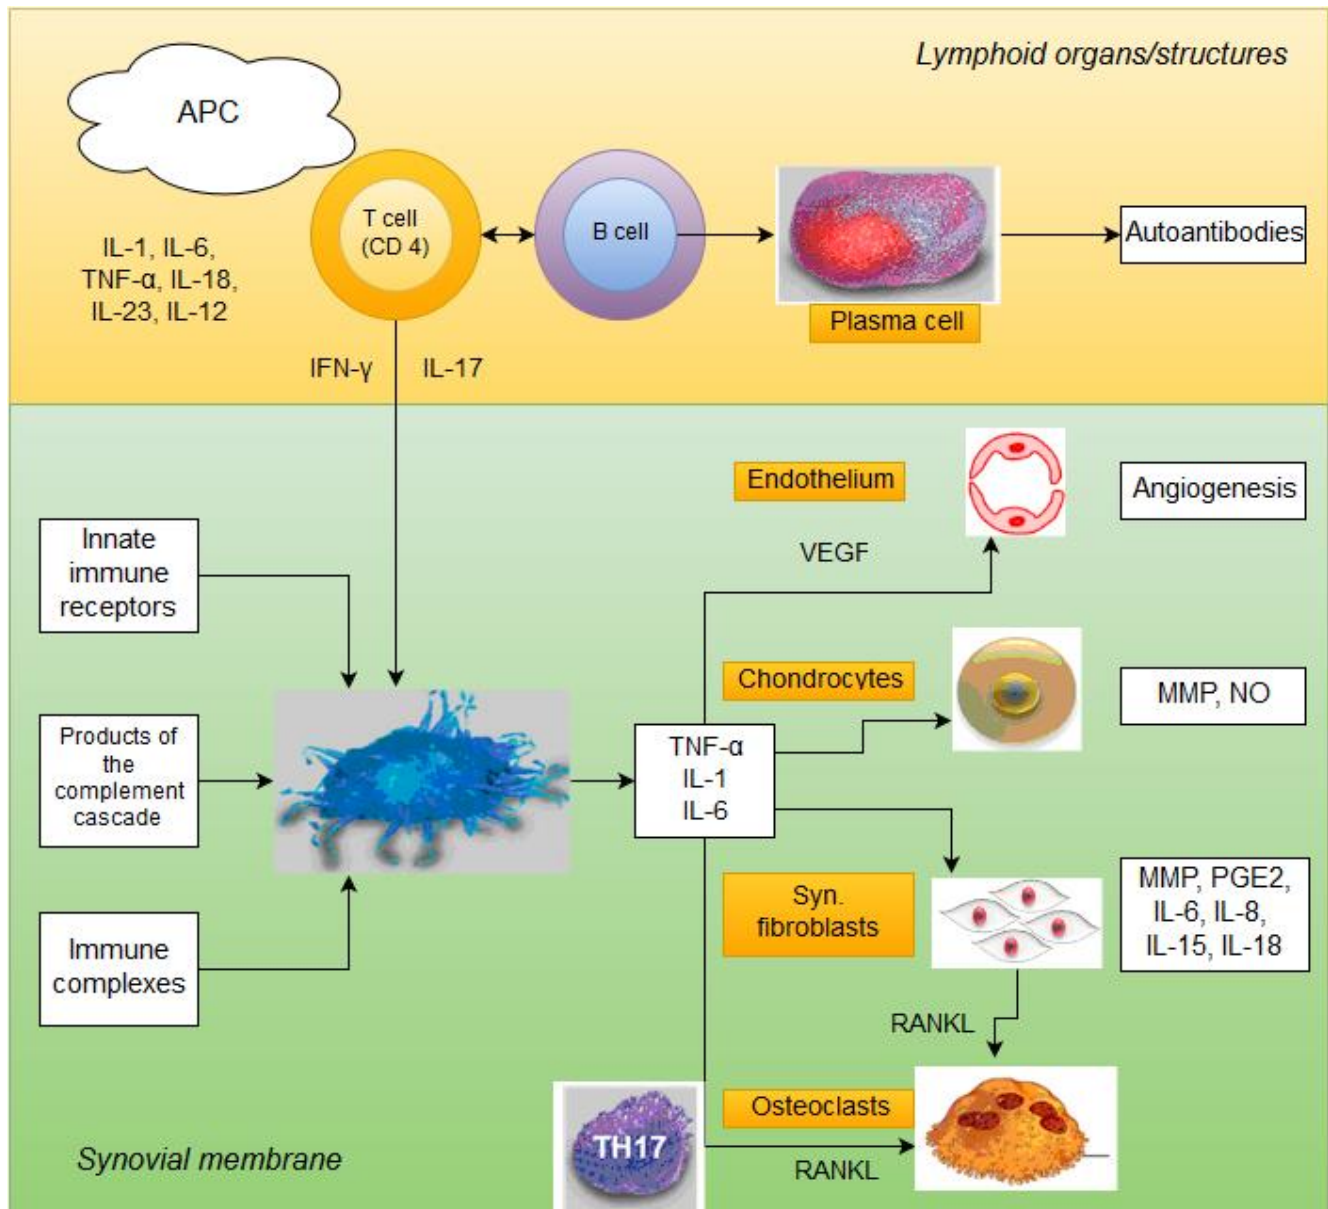 Lymphoid organs/structures
APC
T cell
(CD 4)
B cell
Autoantibodies
IL-1, IL-6,
TNF-α, IL-18,
IL-23, IL-12
Plasma cell
IFN-γ
IL-17
Endothelium
Angiogenesis
VEGF
Innate
immune
receptors
Chondrocytes
MMP, NO
Products of
the
complement
cascade
TNF-α
IL-1
IL-6
Syn.
fibroblasts
MMP, PGE2,
IL-6, IL-8,
IL-15, IL-18
Immune
complexes
RANKL
Osteoclasts
TH17
RANKL
Synovial membrane